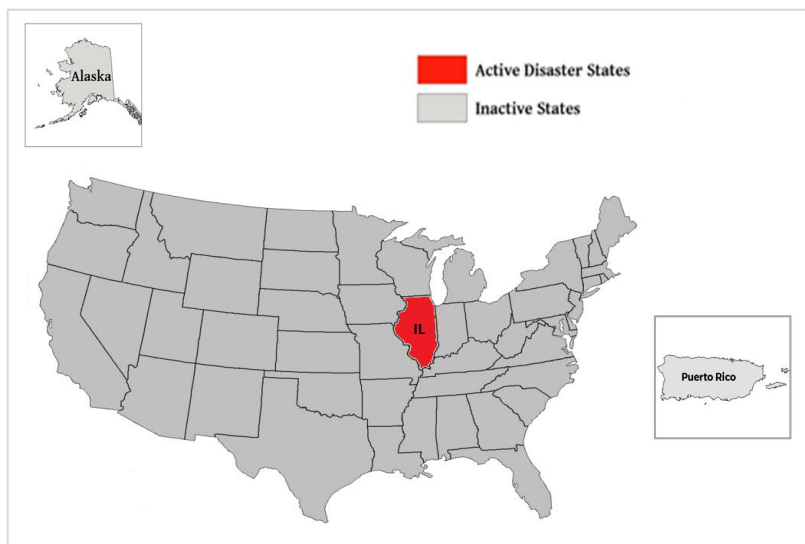 Alaska
Active Disaster States
Inactive States
IL
Puerto Rico